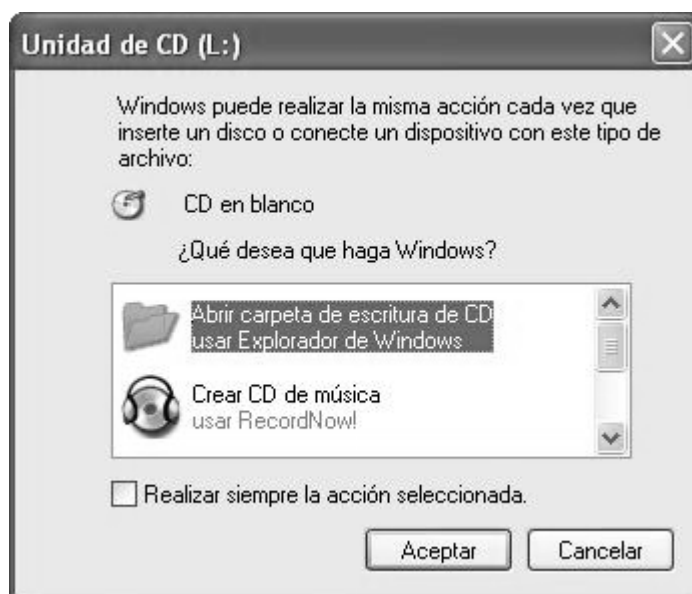 Unidad de CD (L:)
Windows puede realizar la misma acción cada vez que
inserte un disco o conecte un dispositivo con este tipo de
archivo:
CD en blanco
¿Qué desea que haga Windows?
Abrir carpeta de escritura de CD
usar Explorador de Windows
Crear CD de música
usar RecordNow!
Realizar siempre la acción seleccionada.
Aceptar
Cancelar